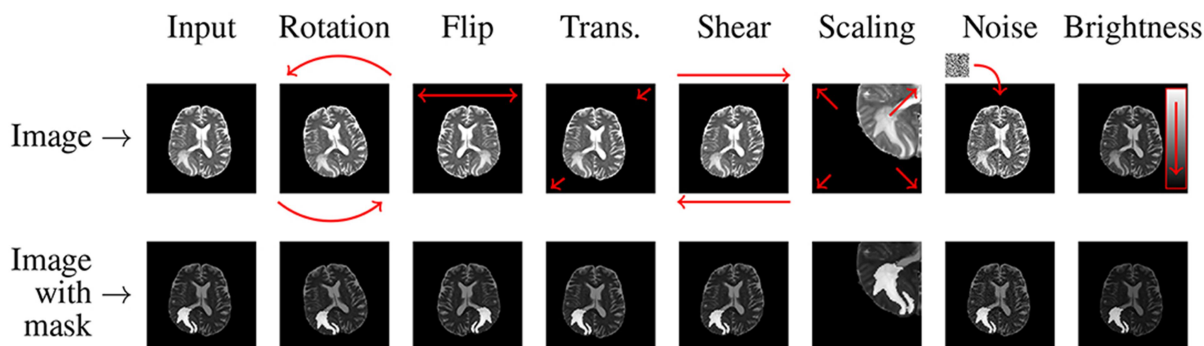 Input Rotation Flip Trans. Shear Scaling Noise Brightness
Image →
Image
with →
mask